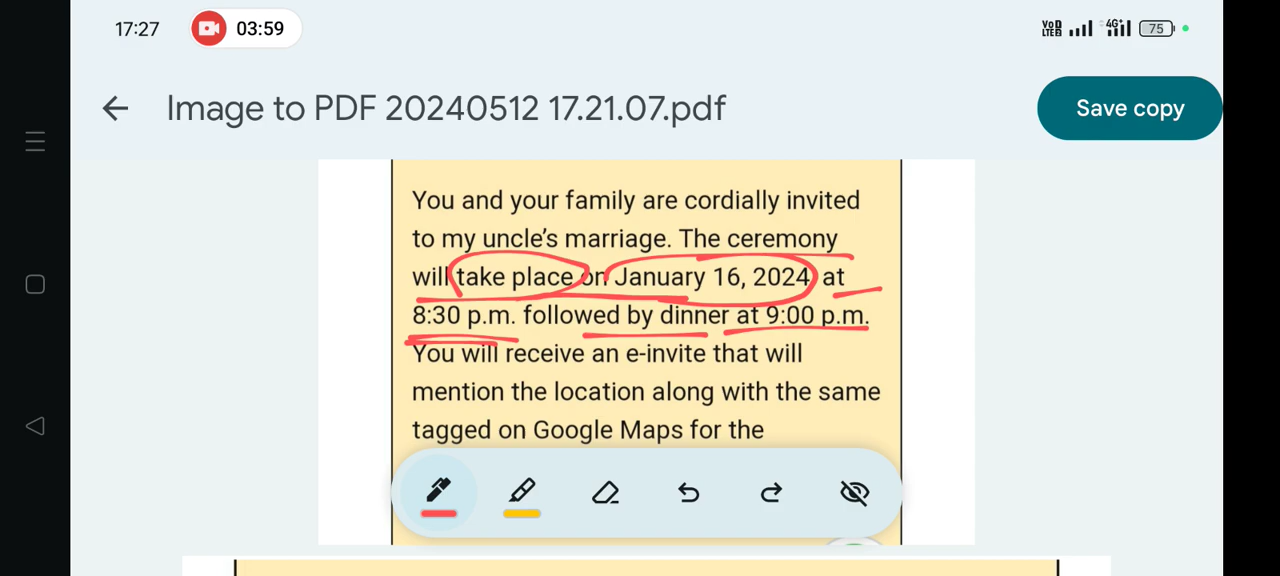 17:27 03:59 VoD LTE2 4G+ 75
Image to PDF 20240512 17.21.07.pdf Save copy
You and your family are cordially invited
to my uncle's marriage. The ceremony
will take place on January 16, 2024 at
8:30 p.m. followed by dinner at 9:00 p.m.
You will receive an e-invite that will
mention the location along with the same
tagged on Google Maps for the